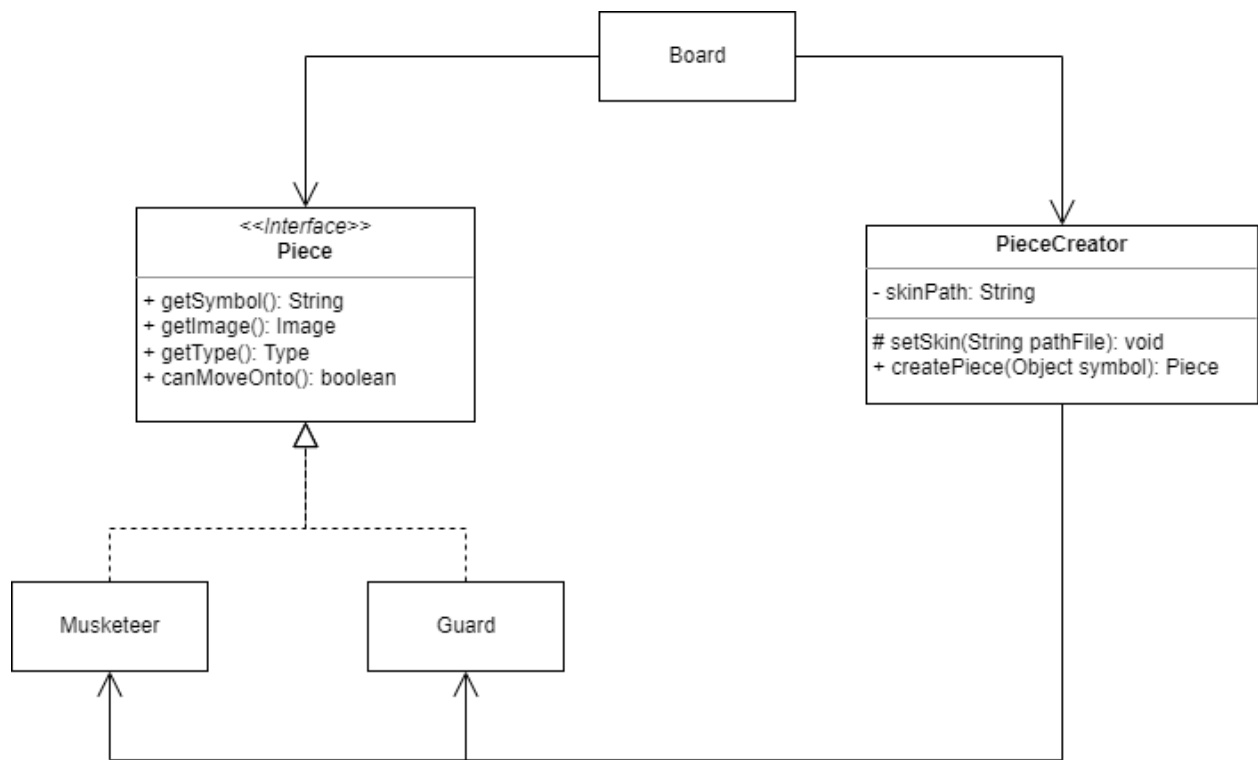 Board
<<Interface>>
Piece
+ getSymbol(): String
+ getImage(): Image
+ getType(): Type
+ canMoveOnto(): boolean
PieceCreator
- skinPath: String
# setSkin(String pathFile): void
+ createPiece(Object symbol): Piece
Musketeer
Guard